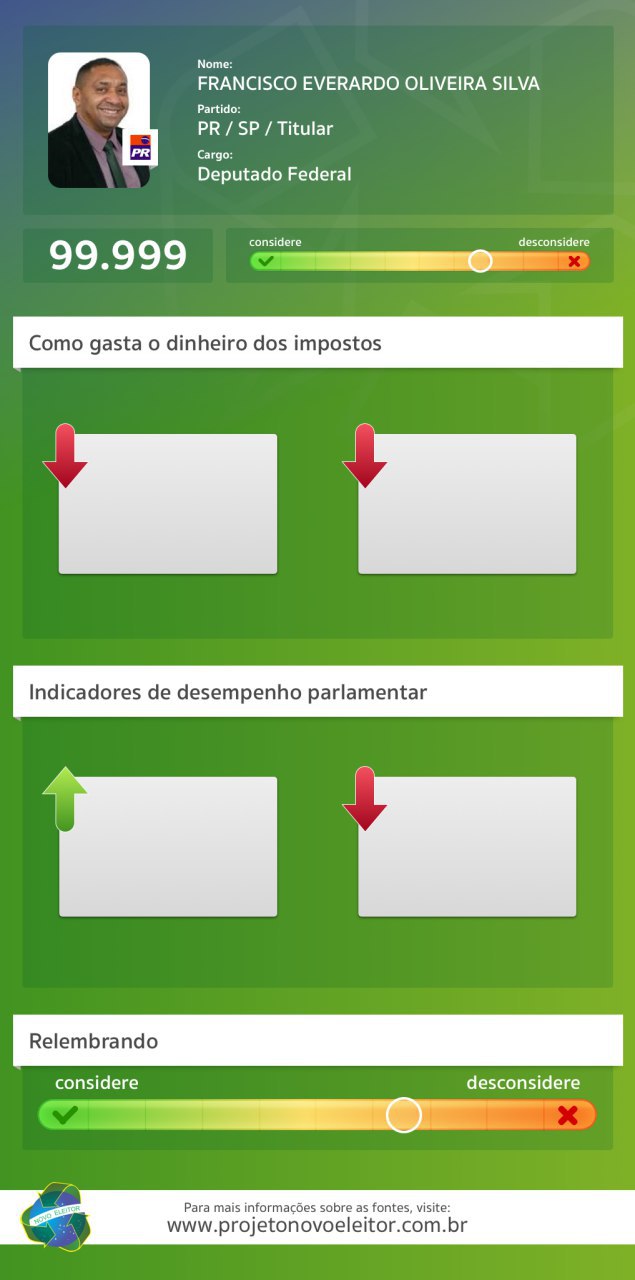 Nome:
FRANCISCO EVERARDO OLIVEIRA SILVA
Partido:
PR / SP / Titular
PR
Cargo:
Deputado Federal
99.999
considere
desconsidere
Como gasta o dinheiro dos impostos
Indicadores de desempenho parlamentar
Relembrando
considere
desconsidere
NOVO ELEITOR
Para mais informações sobre as fontes, visite:
www.projetonovoeleitor.com.br